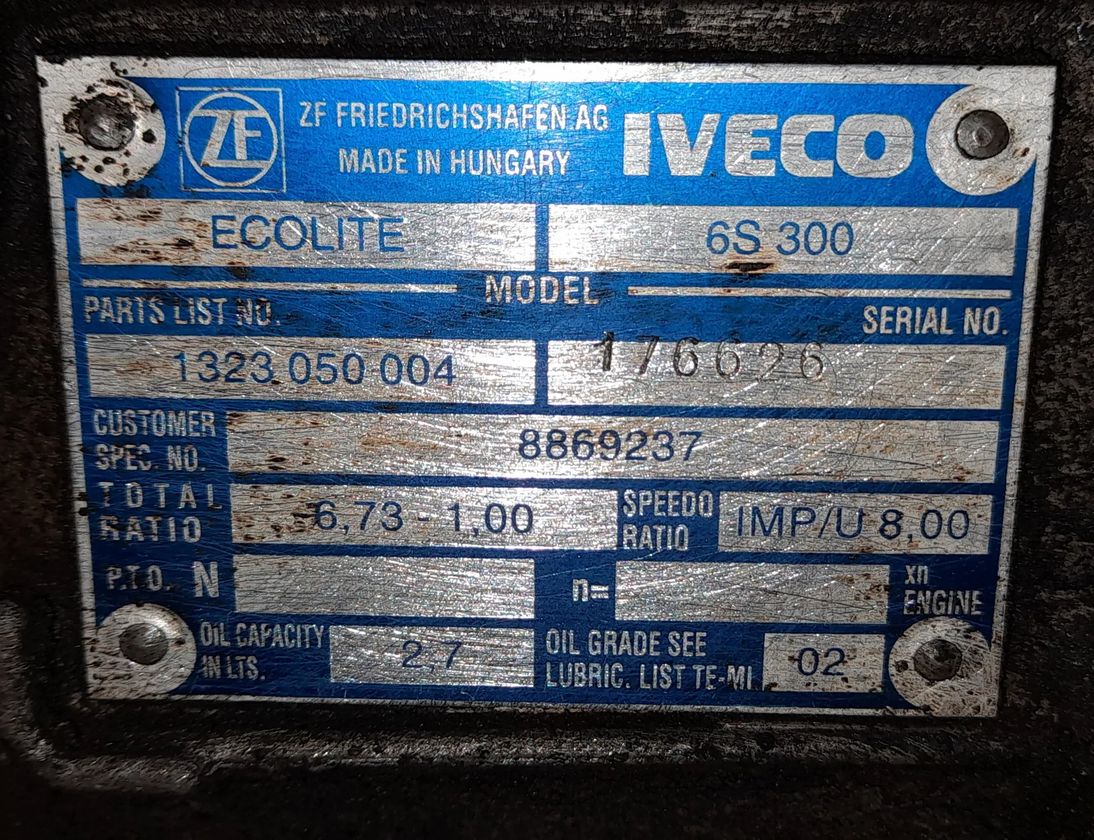 ZF
ZF FRIEDRICHSHAFEN AG
MADE IN HUNGARY
IVECO
ECOLITE
6S 300
MODEL
PARTS LIST NO.
SERIAL NO.
1323 050 004
176626
CUSTOMER
SPEC. NO.
8869237
TOTAL
RATIO
6,73 - 1,00
SPEEDO
RATIO
IMP/U 8,00
P.T.O. N
n=
xn
ENGINE
OIL CAPACITY
IN LTS.
2,7
OIL GRADE SEE
LUBRIC. LIST TE-ML
02